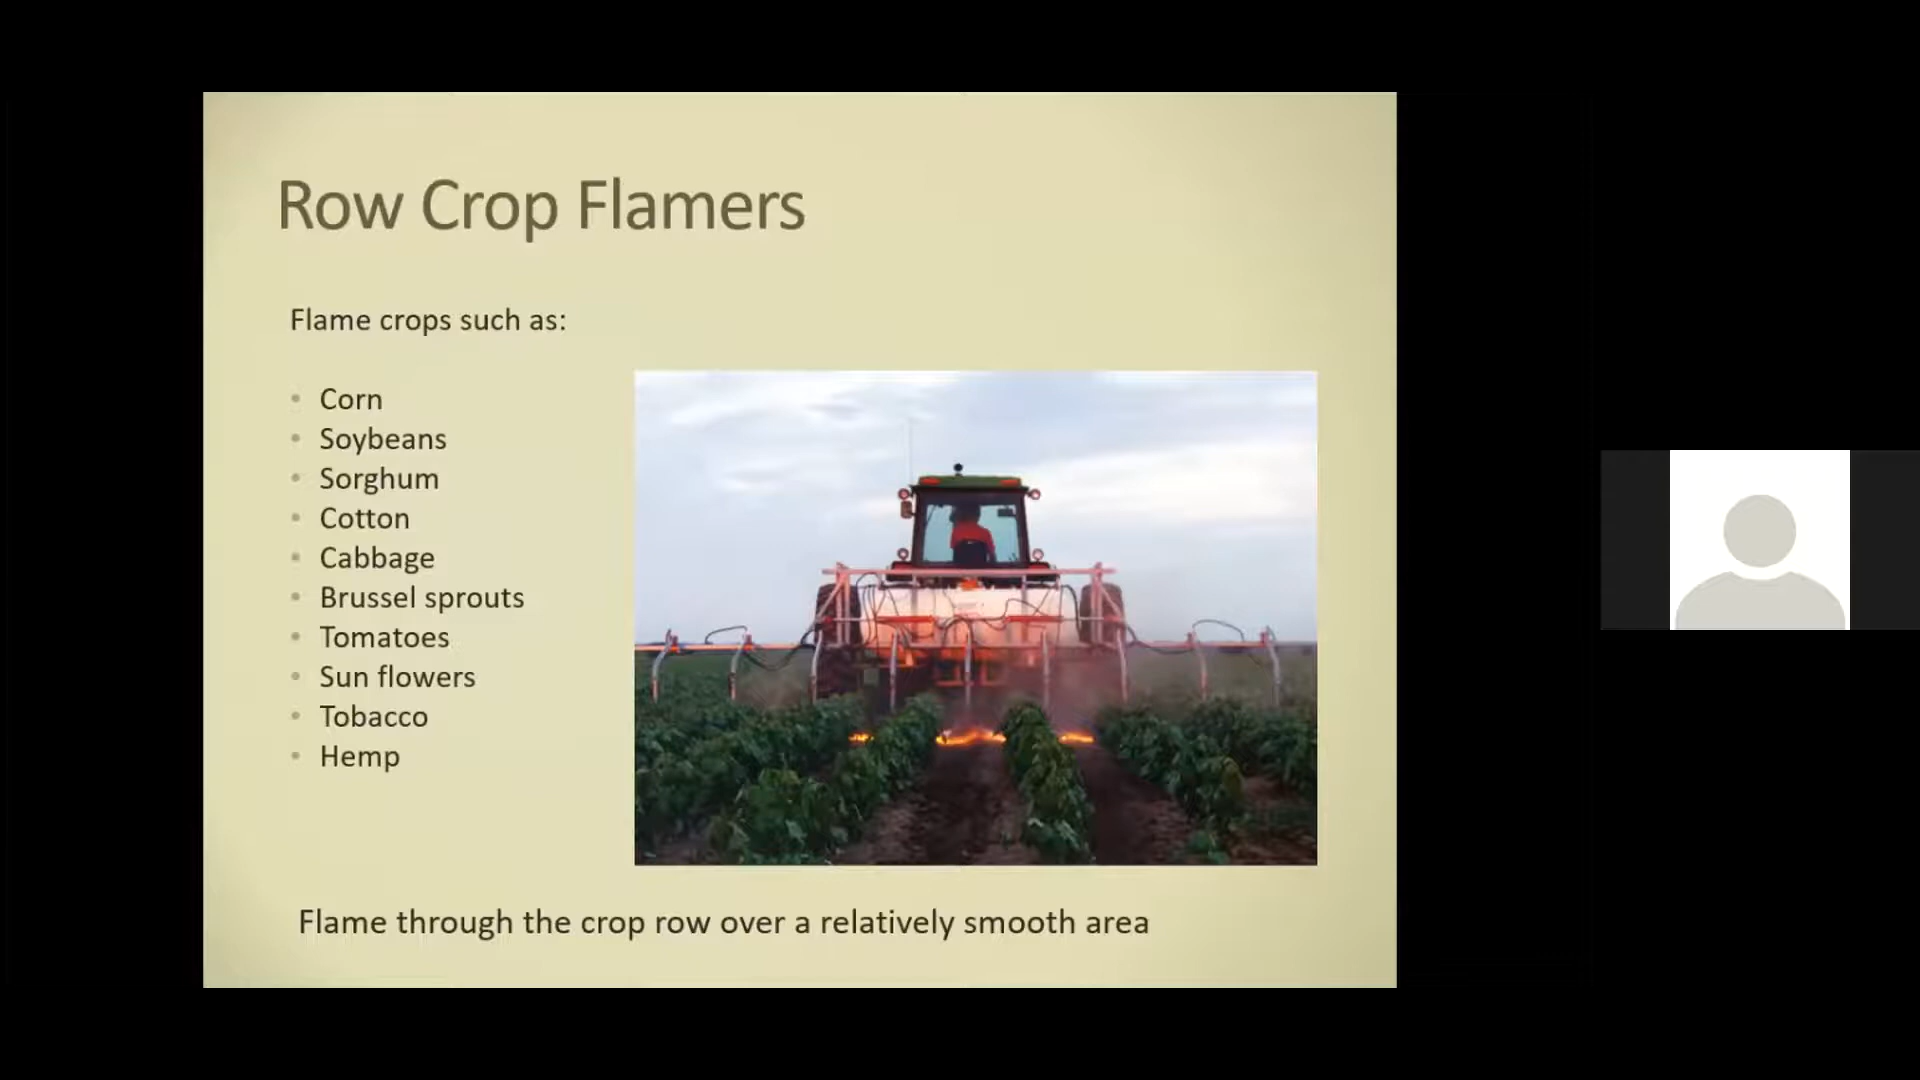 Row Crop Flamers
Flame crops such as:
• Corn
• Soybeans
• Sorghum
• Cotton
• Cabbage
• Brussel sprouts
• Tomatoes
• Sun flowers
• Tobacco
• Hemp
Flame through the crop row over a relatively smooth area